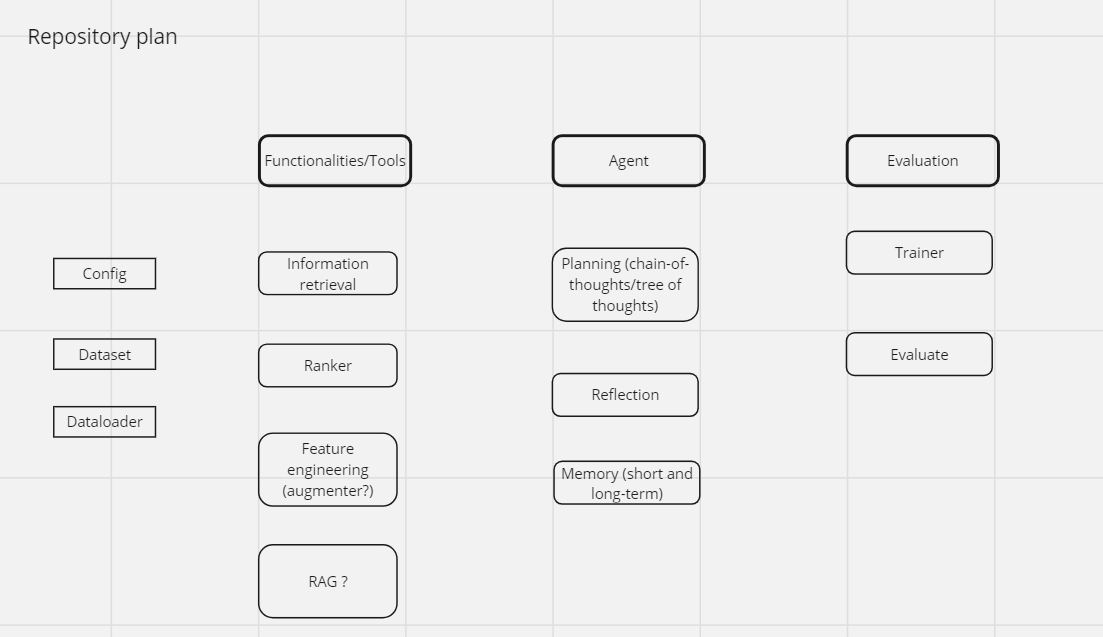 Repository plan
Functionalities/Tools
Agent
Evaluation
Config
Dataset
Dataloader
Information
retrieval
Ranker
Feature
engineering
(augmenter?)
RAG ?
Planning (chain-of-
thoughts/tree of
thoughts)
Reflection
Memory (short and
long-term)
Trainer
Evaluate